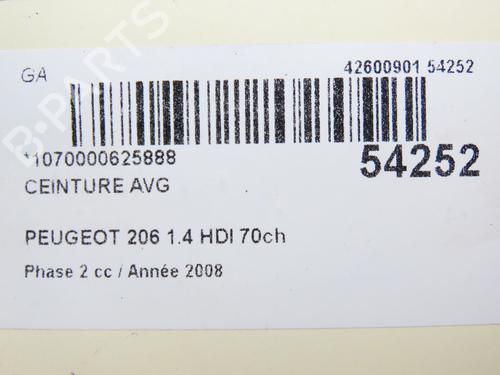 GA
42600901 54252
*1070000625888
54252
CEINTURE AVG
PEUGEOT 206 1.4 HDI 70ch
Phase 2 cc / Année 2008
B-PARTS